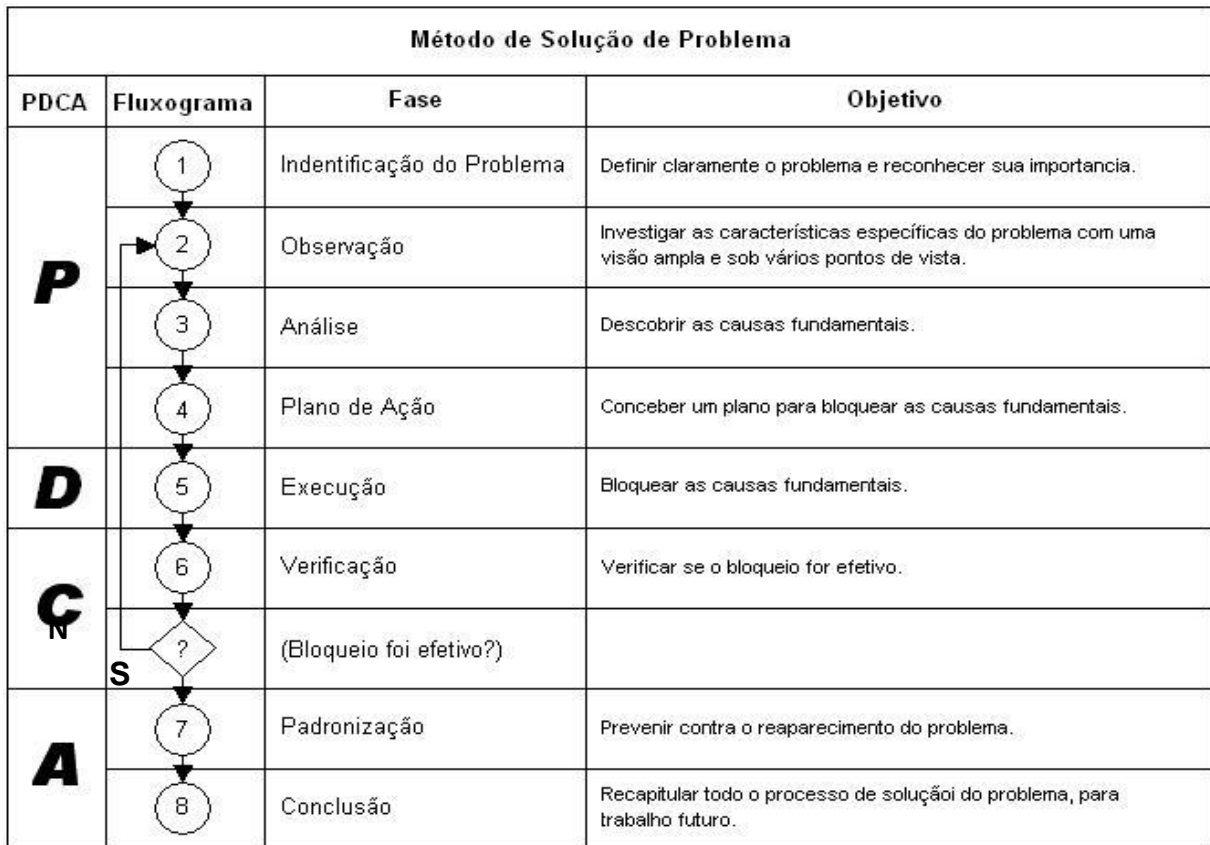 Método de Solução de Problema
PDCA Fluxograma Fase Objetivo
P
1 Indentificação do Problema Definir claramente o problema e reconhecer sua importancia.
2 Observação Investigar as características específicas do problema com uma
visão ampla e sob vários pontos de vista.
3 Análise Descobrir as causas fundamentais.
4 Plano de Ação Conceber um plano para bloquear as causas fundamentais.
D 5 Execução Bloquear as causas fundamentais.
C
6 Verificação Verificar se o bloqueio for efetivo.
N
? (Bloqueio foi efetivo?)
S
A
7 Padronização Prevenir contra o reaparecimento do problema.
8 Conclusão Recapitular todo o processo de soluçãoi do problema, para
trabalho futuro.